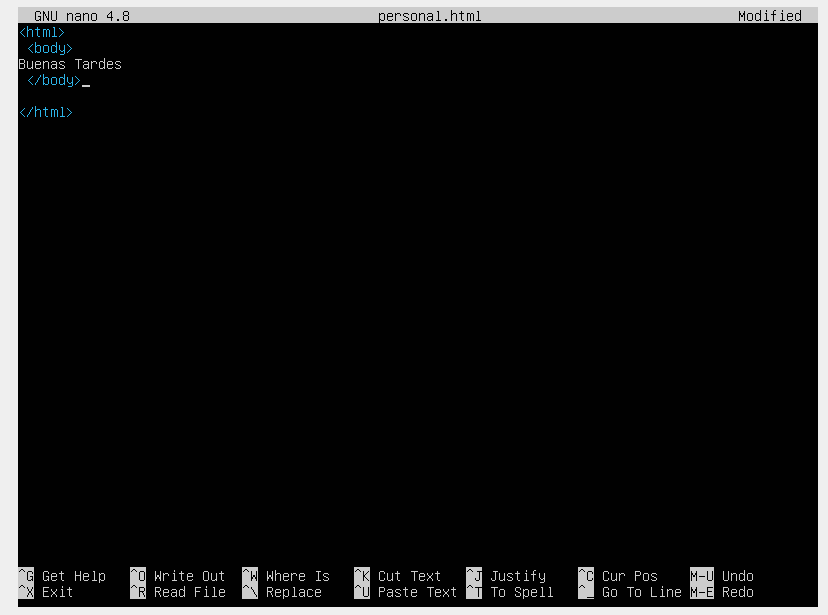 GNU nano 4.8 personal.html Modified
<html>
<body>
Buenas Tardes
</body>_
</html>
^G Get Help ^O Write Out ^W Where Is ^K Cut Text ^J Justify ^C Cur Pos M-U Undo
^X Exit ^R Read File ^\ Replace ^U Paste Text ^T To Spell ^_ Go To Line M-E Redo